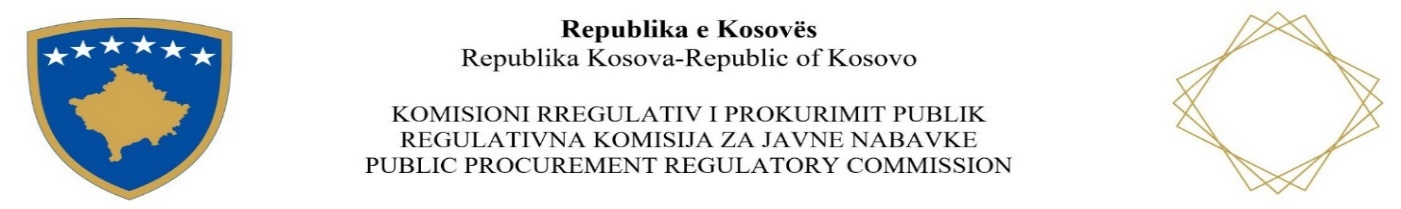 Republika e Kosovës
Republika Kosova-Republic of Kosovo
KOMISIONI RREGULATIV I PROKURIMIT PUBLIK
REGULATIVNA KOMISIJA ZA JAVNE NABAVKE
PUBLIC PROCUREMENT REGULATORY COMMISSION